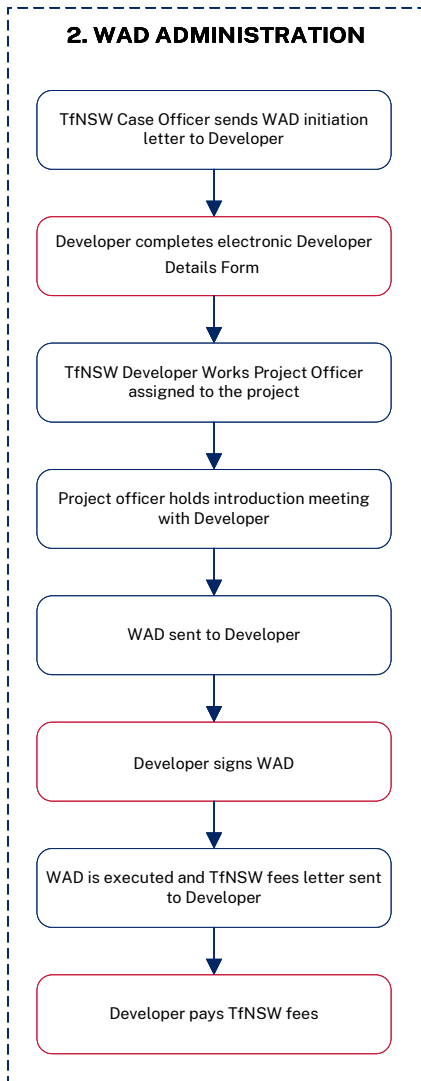 2. WAD ADMINISTRATION
TfNSW Case Officer sends WAD initiation
letter to Developer
Developer completes electronic Developer
Details Form
TfNSW Developer Works Project Officer
assigned to the project
Project officer holds introduction meeting
with Developer
WAD sent to Developer
Developer signs WAD
WAD is executed and TfNSW fees letter sent
to Developer
Developer pays TfNSW fees